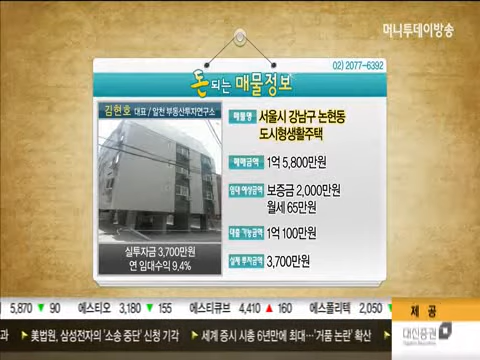 머니투데이방송
02) 2077-6392
돈 되는 매물정보
김현호 대표 / 알천 부동산투자연구소
매물명 서울시 강남구 논현동
도시형생활주택
매매금액 1억 5,800만원
임대 예상금액 보증금 2,000만원
월세 65만원
대출 가능금액 1억 100만원
실제 투자금액 3,700만원
실투자금 3,700만원
연 임대수익 9.4%
5,870 ▼ 90 에스티오 3,180 ▼ 155 에스티큐브 4,410 ▲ 160 에스폴리텍 2,050
제 공
과 ▸ 美법원, 삼성전자의 '소송 중단' 신청 기각 ▸ 세계 증시 시총 6년만에 최대…'거품 논란' 확산
대신증권